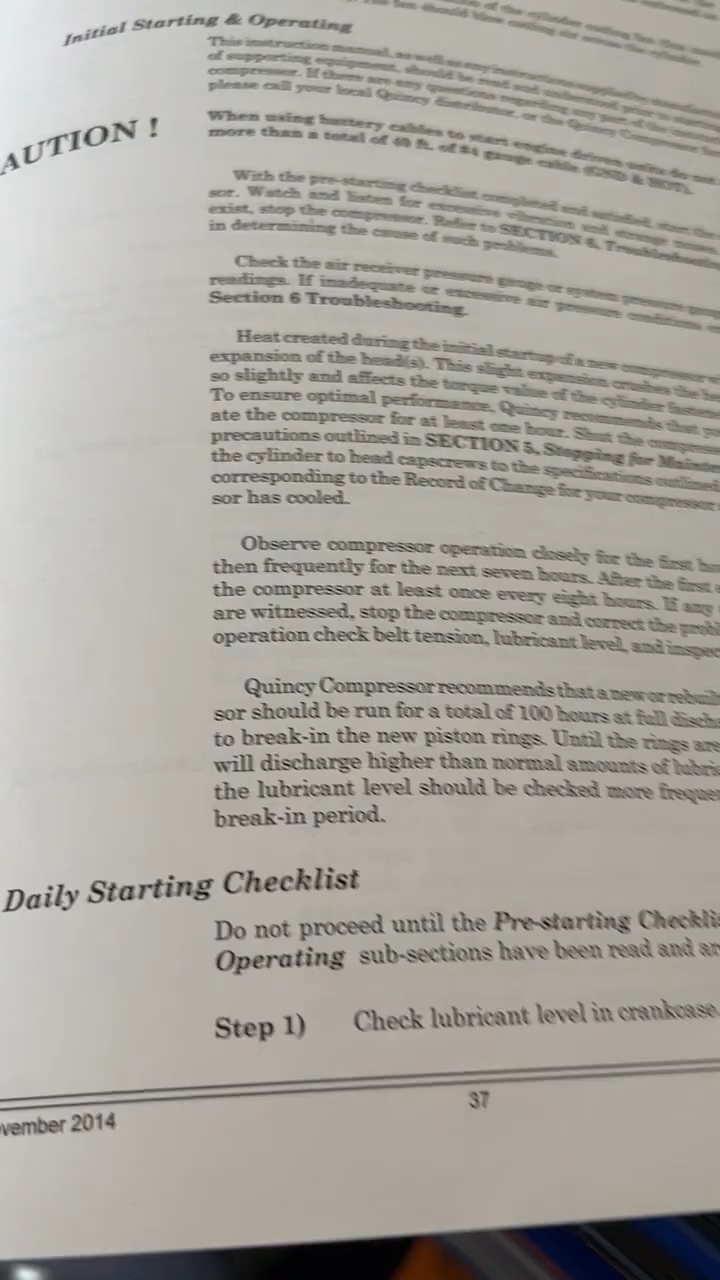 of the cylinder
Initial Starting & Operating
This instruction manual, as well as any instructions supplied
of supporting equipment, should be read and understood
compressor. If there are any questions regarding any part of the
please call your local Quincy distributor, or the Quincy Compressor
AUTION !
When using battery cables to start engine driven units do not
more than a total of 40 ft. of #4 gauge cable (GND & HOT).
With the pre-starting checklist completed and satisfied, start the
sor. Watch and listen for excessive vibration and strange noises.
exist, stop the compressor. Refer to SECTION 6, Troubleshooting
in determining the cause of such problems.
Check the air receiver pressure gauge or system pressure
readings. If inadequate or excessive air pressure conditions
Section 6 Troubleshooting.
Heat created during the initial startup of a new compressor
expansion of the head(s). This slight expansion crushes the
so slightly and affects the torque value of the cylinder
To ensure optimal performance, Quincy recommends that
ate the compressor for at least one hour. Shut the
precautions outlined in SECTION 5, Stopping for
the cylinder to head capscrews to the specifications outlined
corresponding to the Record of Change for your compressor
sor has cooled.
Observe compressor operation closely for the first ho
then frequently for the next seven hours. After the first
the compressor at least once every eight hours. If any
are witnessed, stop the compressor and correct the probl
operation check belt tension, lubricant level, and inspec
Quincy Compressor recommends that a new or rebuil
sor should be run for a total of 100 hours at full discha
to break-in the new piston rings. Until the rings are
will discharge higher than normal amounts of lubric
the lubricant level should be checked more freque
break-in period.
Daily Starting Checklist
Do not proceed until the Pre-starting Checklis
Operating sub-sections have been read and ar
Step 1) Check lubricant level in crankcase.
vember 2014
37